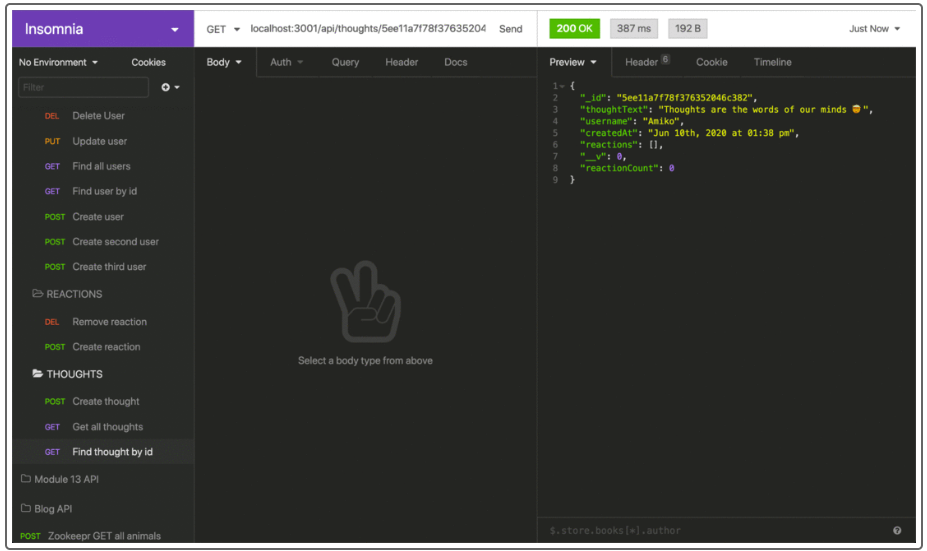 Insomnia
GET localhost:3001/api/thoughts/5ee11a7f78f37635204 Send
200 OK 387 ms 192 B Just Now
No Environment Cookies
Body Auth Query Header Docs
Preview Header 6 Cookie Timeline
Filter
DEL Delete User
PUT Update user
GET Find all users
GET Find user by id
POST Create user
POST Create second user
POST Create third user
REACTIONS
DEL Remove reaction
POST Create reaction
THOUGHTS
POST Create thought
GET Get all thoughts
GET Find thought by id
Module 13 API
Blog API
POST Zookeepr GET all animals
Select a body type from above
1 {
2 "_id": "5ee11a7f78f376352046c382",
3 "thoughtText": "Thoughts are the words of our minds 🤯",
4 "username": "Amiko",
5 "createdAt": "Jun 10th, 2020 at 01:38 pm",
6 "reactions": [],
7 "__v": 0,
8 "reactionCount": 0
9 }
$.store.books[*].author